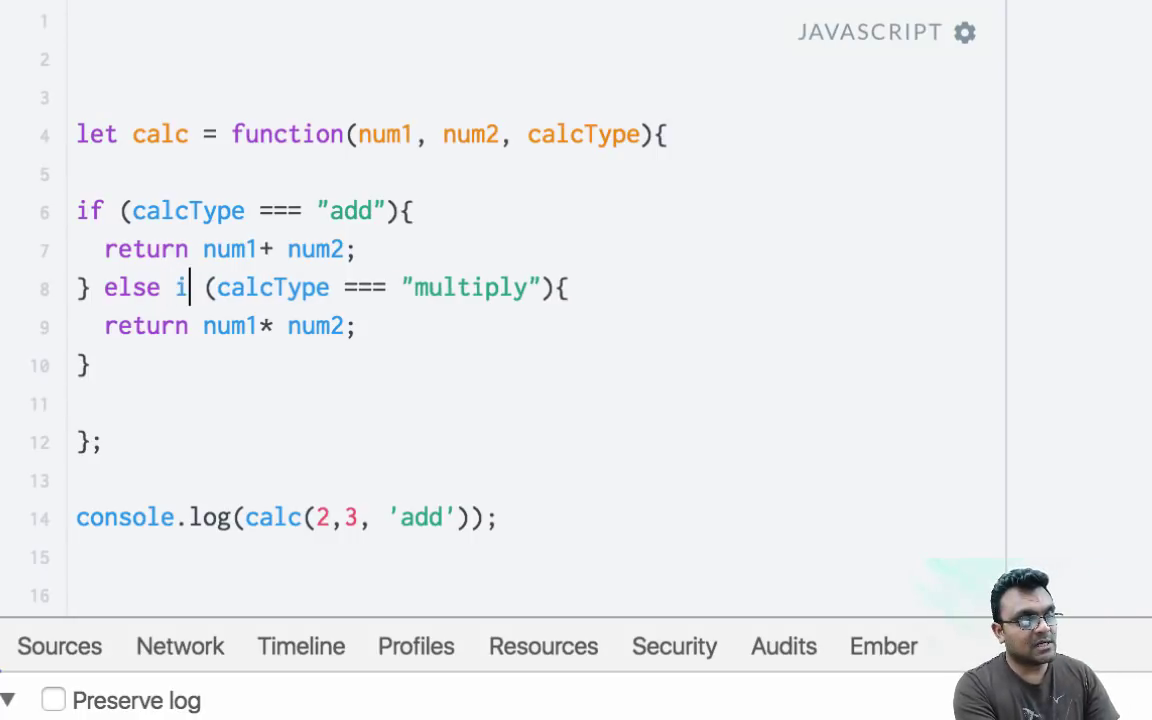 1
JAVASCRIPT
2
3
4 let calc = function(num1, num2, calcType){
5
6 if (calcType === "add"){
7 return num1+ num2;
8 } else i (calcType === "multiply"){
9 return num1* num2;
10 }
11
12 };
13
14 console.log(calc(2,3, 'add'));
15
16
Sources Network Timeline Profiles Resources Security Audits Ember
Preserve log